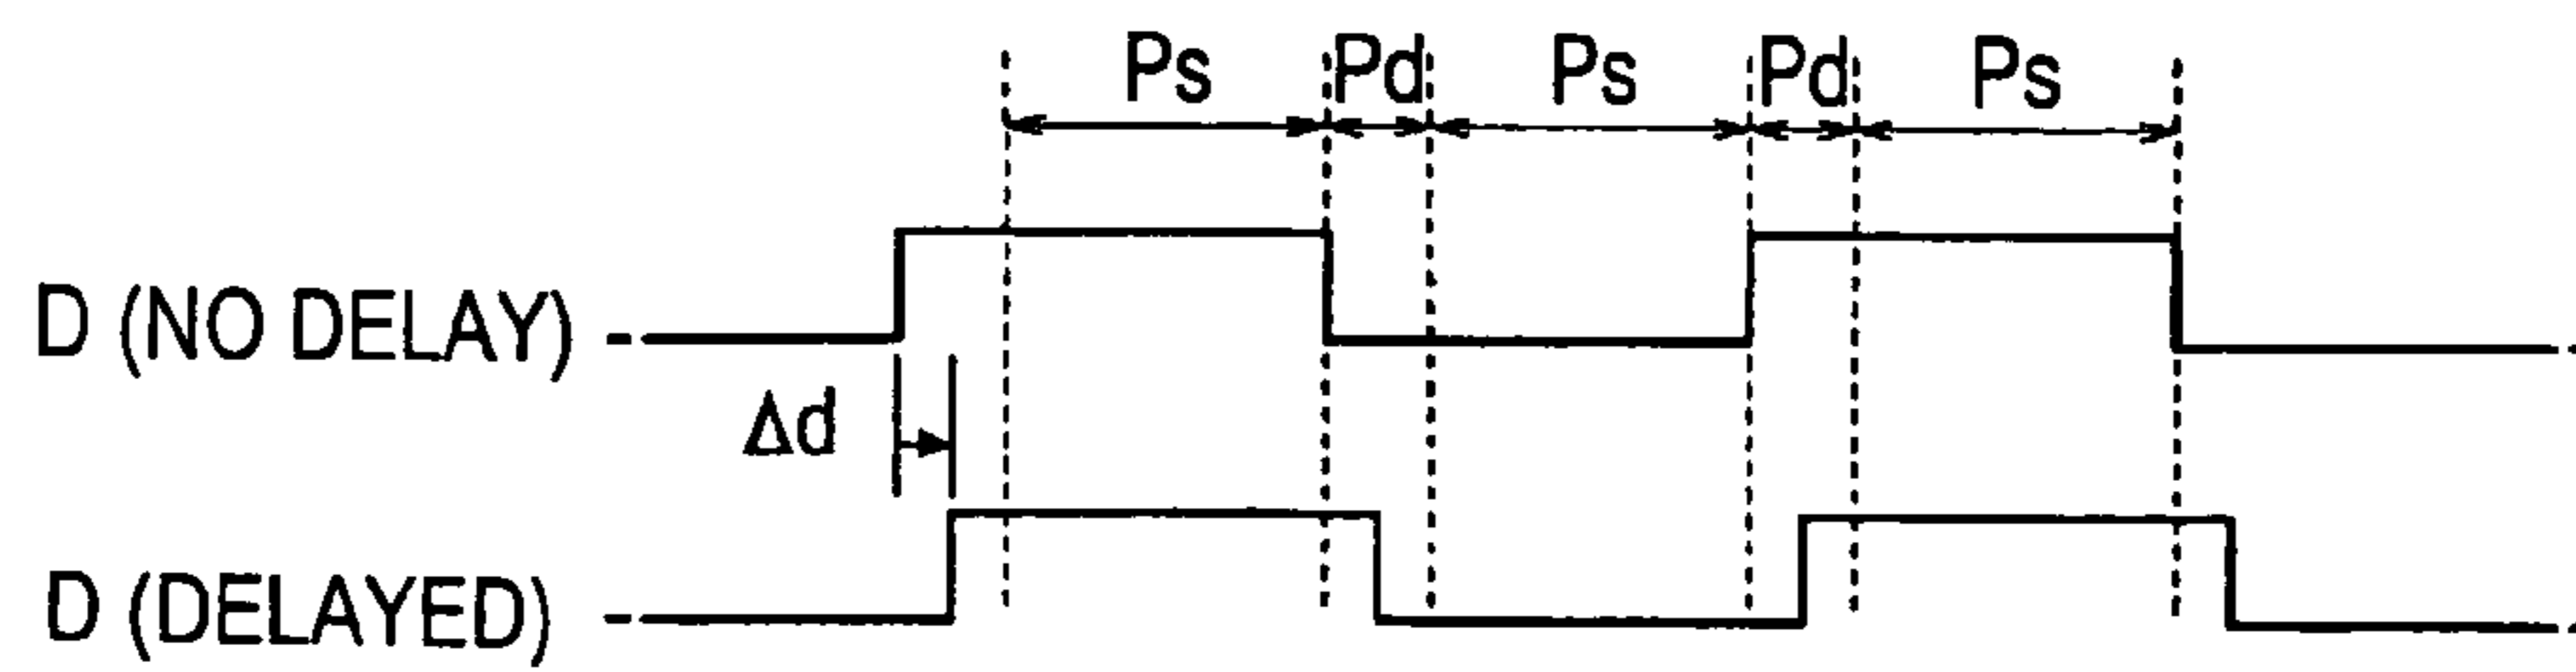 Ps Pd Ps Pd Ps
D (NO DELAY)
Δd
D (DELAYED)